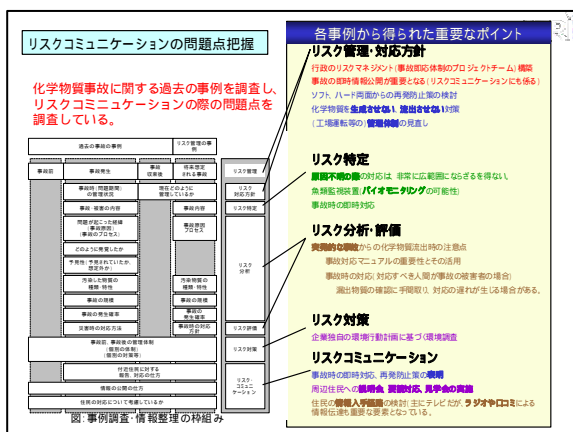 リスクコミュニケーションの問題点把握
化学物質事故に関する過去の事例を調査し、
リスクコミニュケーションの際の問題点を
調査している。
過去の事故の事例
リスク管理の事
例
事故前
事故発生
事故
収束後
将来想定
される事故
リスク管理
事故時(問題期間)
の管理状況
現在どのように
管理しているか
リスク
対応方針
事故・被害の内容
事故内容
リスク特定
問題が起こった経緯
(事故原因)
(事故のプロセス)
事故原因
プロセス
どのように発覚したか
予見性(予見されていたか、
想定外か)
汚染した物質の
種類・特性
汚染物質の
種類・特性
リスク
分析
事故の規模
事故の規模
事故の発生確率
事故の
発生確率
災害時の対応方法
事故時の対応
方針
リスク評価
事故前、事故後の管理体制
(個別の体制)
(個別の対策等)
リスク対策
付近住民に対する
報告、対応の仕方
情報の公開の仕方
住民の対応について考慮しているか
リスク・
コミュニ
ケーション
図:事例調査・情報整理の枠組み
各事例から得られた重要なポイント
リスク管理・対応方針
行政のリスクマネジメント(事故即応体制のプロジェクトチーム)構築
事故の即時情報公開が重要となる(リスクコミュニケーションにも係る)
ソフト、ハード両面からの再発防止策の検討
化学物質を生成させない、流出させない対策
(工場運転等の)管理体制の見直し
リスク特定
原因不明の際の対応は、非常に広範囲にならざるを得ない。
魚類監視装置(バイオモニタリングの可能性)
事故時の即時対応
リスク分析・評価
突発的な事故からの化学物質流出時の注意点
事故対応マニュアルの重要性とその活用
事故時の対応(対応すべき人間が事故の被害者の場合)
漏出物質の確認に手間取り、対応の遅れが生じる場合がある。
リスク対策
企業独自の環境行動計画に基づく環境調査
リスクコミュニケーション
事故時の即時対応、再発防止策の表明
周辺住民への説明会、要請対応、見学会の実施
住民の情報入手経路の検討(主にテレビだが、ラジオや口コミによる
情報伝達も重要な要素となっている。